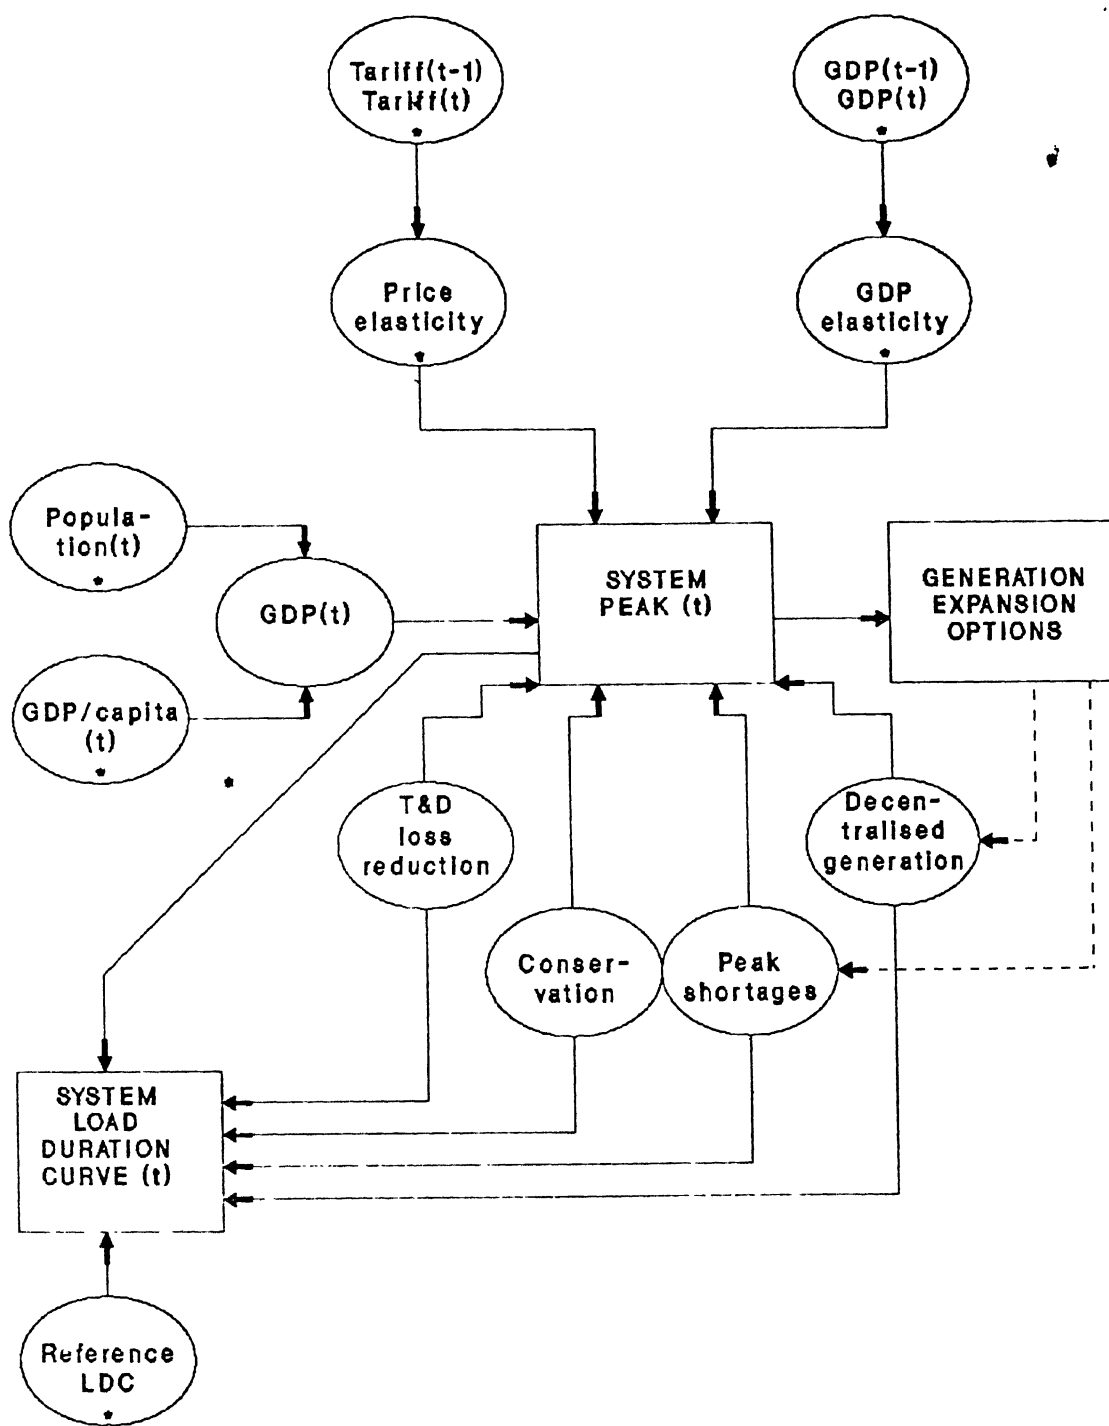 Tariff(t-1)
Tariff(t)
GDP(t-1)
GDP(t)
Price
elasticity
GDP
elasticity
Popula-
tion(t)
GDP(t)
SYSTEM
PEAK (t)
GENERATION
EXPANSION
OPTIONS
GDP/capita
(t)
T&D
loss
reduction
Decen-
tralised
generation
Conser-
vation
Peak
shortages
SYSTEM
LOAD
DURATION
CURVE (t)
Reference
LDC